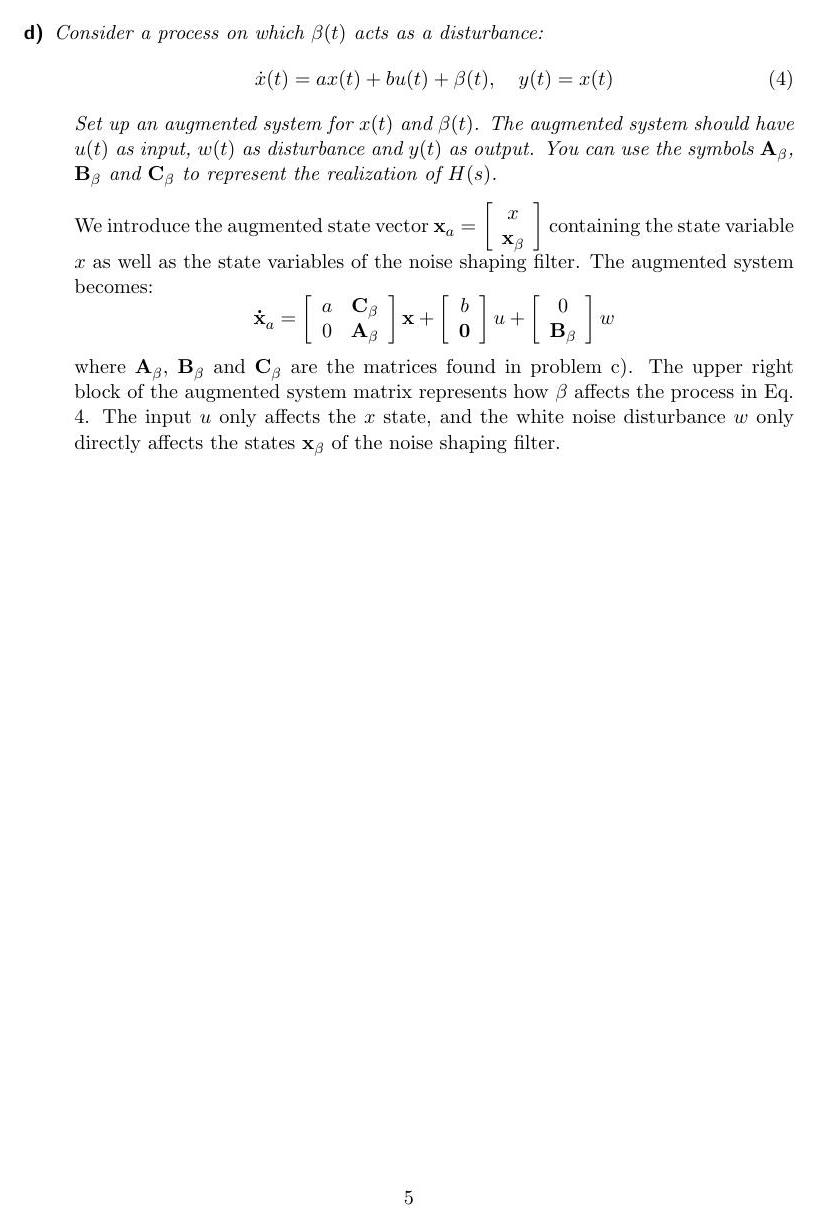 d) Consider a process on which β(t) acts as a disturbance:
ẋ(t) = ax(t) + bu(t) + β(t), y(t) = x(t) (4)
Set up an augmented system for x(t) and β(t). The augmented system should have
u(t) as input, w(t) as disturbance and y(t) as output. You can use the symbols A_β,
B_β and C_β to represent the realization of H(s).
We introduce the augmented state vector x_a = [ x ; x_β ] containing the state variable
x as well as the state variables of the noise shaping filter. The augmented system
becomes:
ẋ_a = [ a C_β ; 0 A_β ] x + [ b ; 0 ] u + [ 0 ; B_β ] w
where A_β, B_β and C_β are the matrices found in problem c). The upper right
block of the augmented system matrix represents how β affects the process in Eq.
4. The input u only affects the x state, and the white noise disturbance w only
directly affects the states x_β of the noise shaping filter.
5